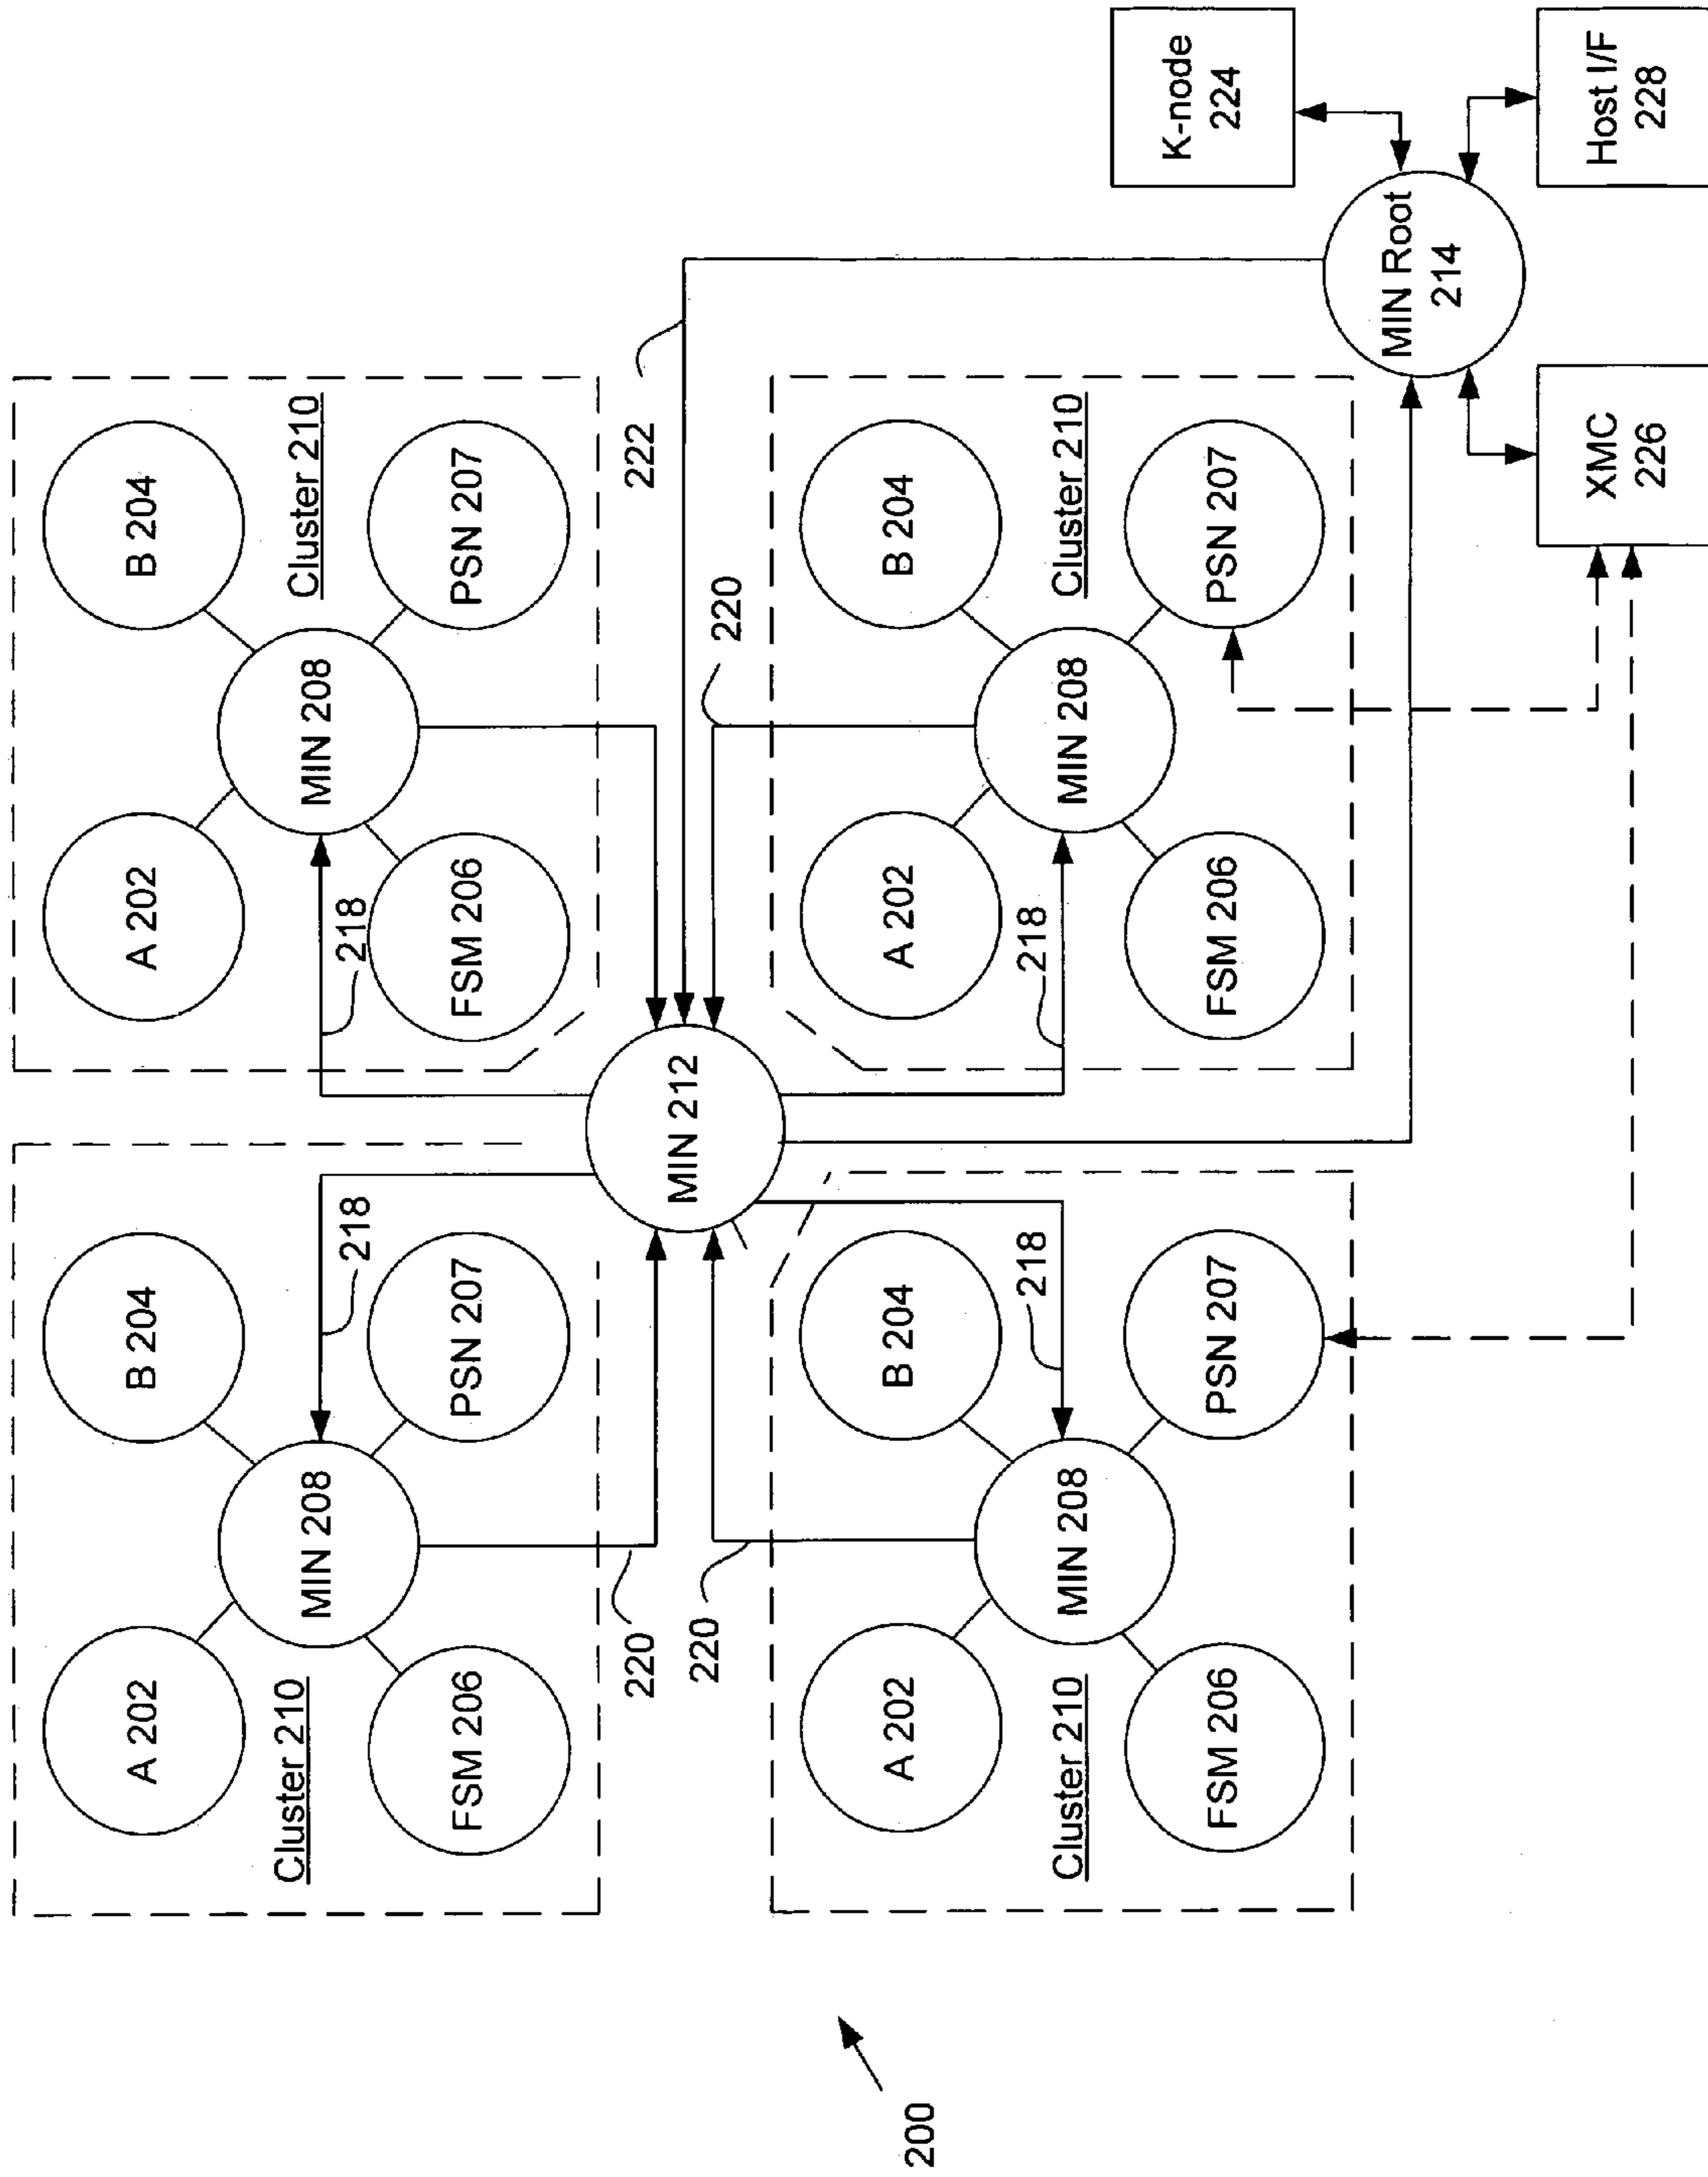 A 202
B 204
A 202
B 204
Cluster 210
MIN 208
218
MIN 208
Cluster 210
218
FSM 206
PSN 207
FSM 206
PSN 207
220
222
MIN 212
220
220
A 202
B 204
A 202
B 204
200
218
218
Cluster 210
MIN 208
MIN 208
Cluster 210
FSM 206
PSN 207
FSM 206
PSN 207
K-node
224
MIN Root
214
XMC
226
Host I/F
228